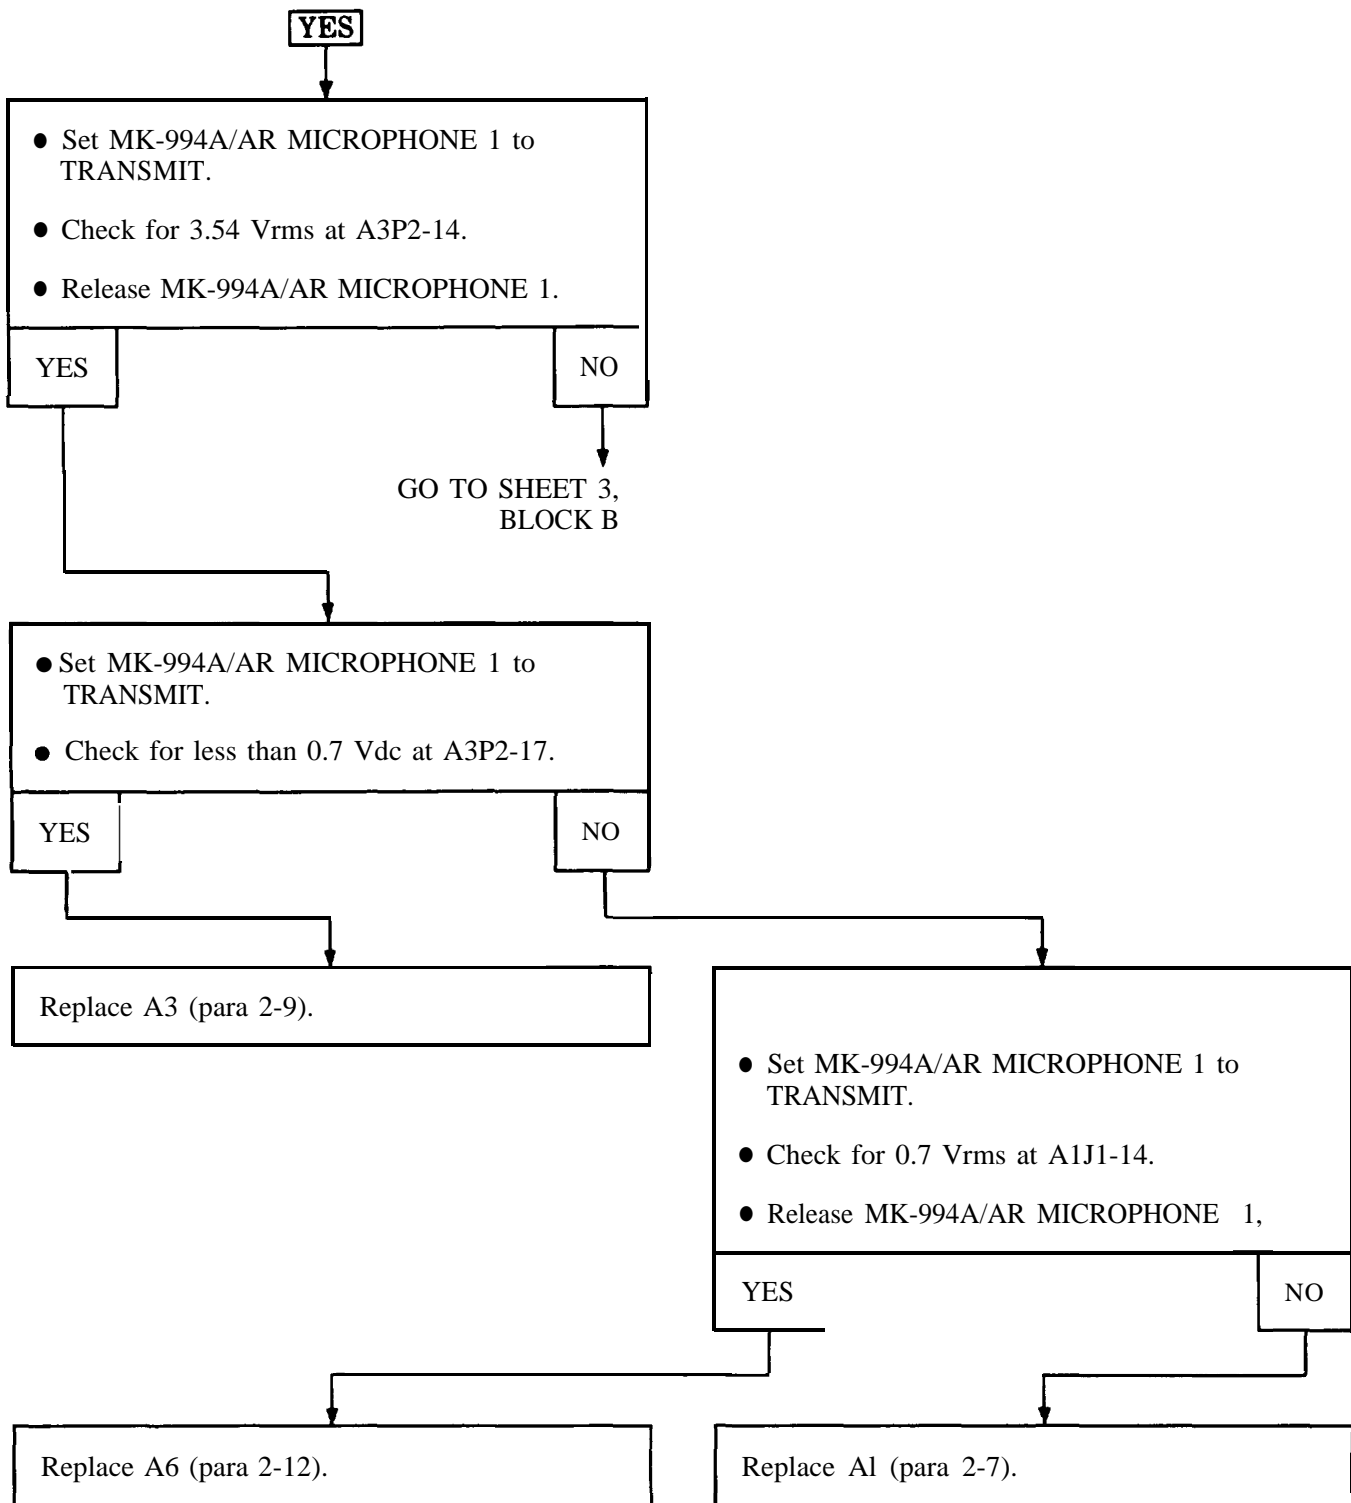 YES
● Set MK-994A/AR MICROPHONE 1 to
TRANSMIT.
● Check for 3.54 Vrms at A3P2-14.
● Release MK-994A/AR MICROPHONE 1.
YES
NO
GO TO SHEET 3,
BLOCK B
● Set MK-994A/AR MICROPHONE 1 to
TRANSMIT.
● Check for less than 0.7 Vdc at A3P2-17.
YES
NO
Replace A3 (para 2-9).
● Set MK-994A/AR MICROPHONE 1 to
TRANSMIT.
● Check for 0.7 Vrms at A1J1-14.
● Release MK-994A/AR MICROPHONE 1,
YES
NO
Replace A6 (para 2-12).
Replace Al (para 2-7).